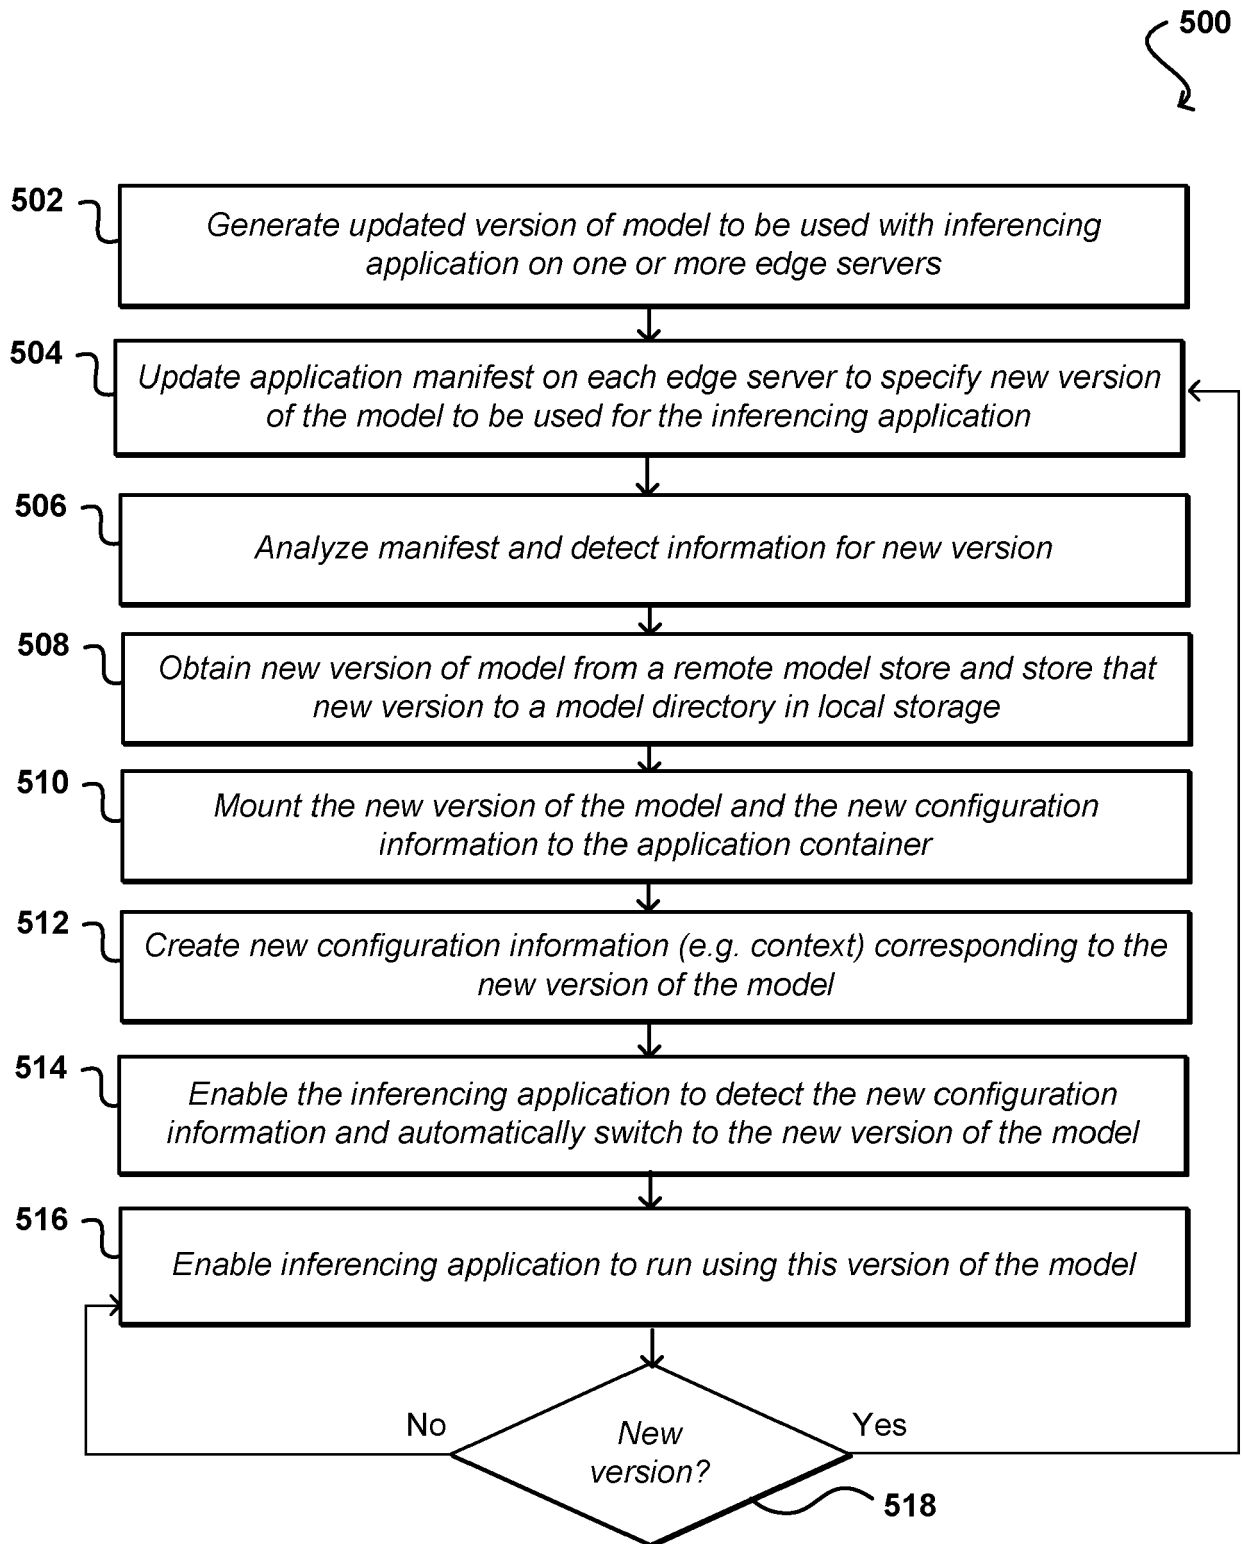 500
502
Generate updated version of model to be used with inferencing
application on one or more edge servers
504
Update application manifest on each edge server to specify new version
of the model to be used for the inferencing application
506
Analyze manifest and detect information for new version
508
Obtain new version of model from a remote model store and store that
new version to a model directory in local storage
510
Mount the new version of the model and the new configuration
information to the application container
512
Create new configuration information (e.g. context) corresponding to the
new version of the model
514
Enable the inferencing application to detect the new configuration
information and automatically switch to the new version of the model
516
Enable inferencing application to run using this version of the model
No
Yes
New
version?
518